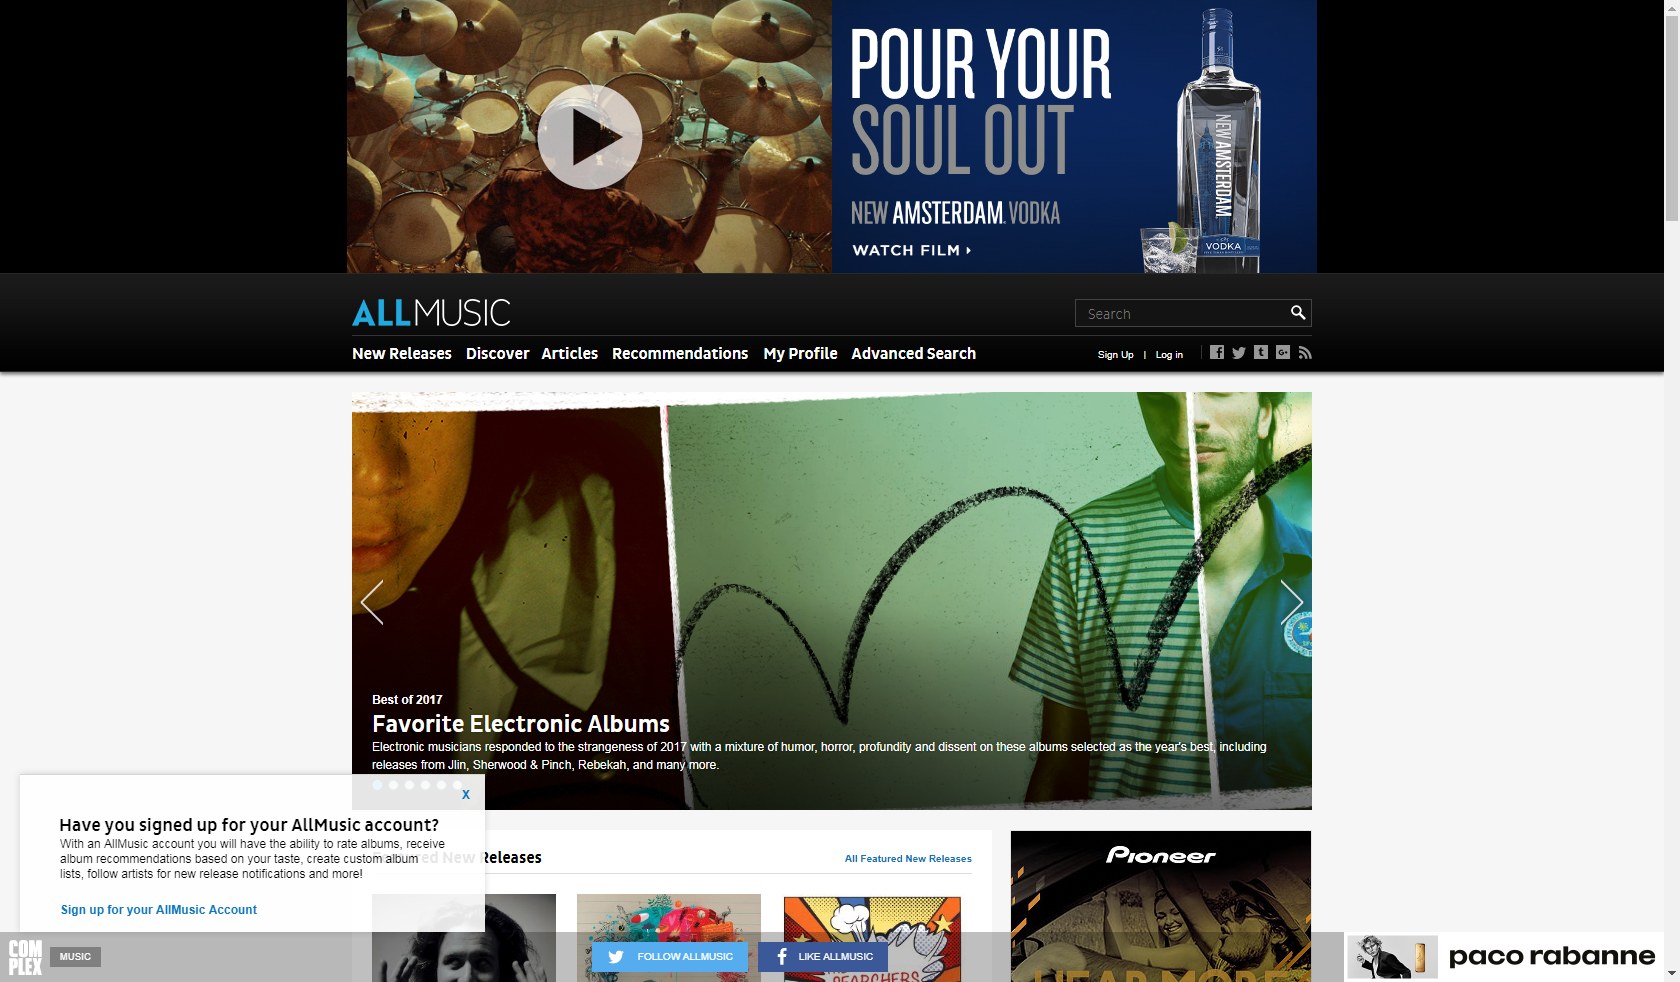 POUR YOUR
SOUL OUT
NEW AMSTERDAM. VODKA
WATCH FILM
NEW AMSTERDAM.
VODKA
ALLMUSIC
Search
New Releases Discover Articles Recommendations My Profile Advanced Search
Sign Up | Log in
Best of 2017
Favorite Electronic Albums
Electronic musicians responded to the strangeness of 2017 with a mixture of humor, horror, profundity and dissent on these albums selected as the year's best, including
releases from Jlin, Sherwood & Pinch, Rebekah, and many more.
X
Have you signed up for your AllMusic account?
With an AllMusic account you will have the ability to rate albums, receive
album recommendations based on your taste, create custom album
lists, follow artists for new release notifications and more!
Sign up for your AllMusic Account
Featured New Releases
All Featured New Releases
Pioneer
HEAR MORE
SEARCHERS
COM
PLEX
MUSIC
FOLLOW ALLMUSIC
LIKE ALLMUSIC
paco rabanne